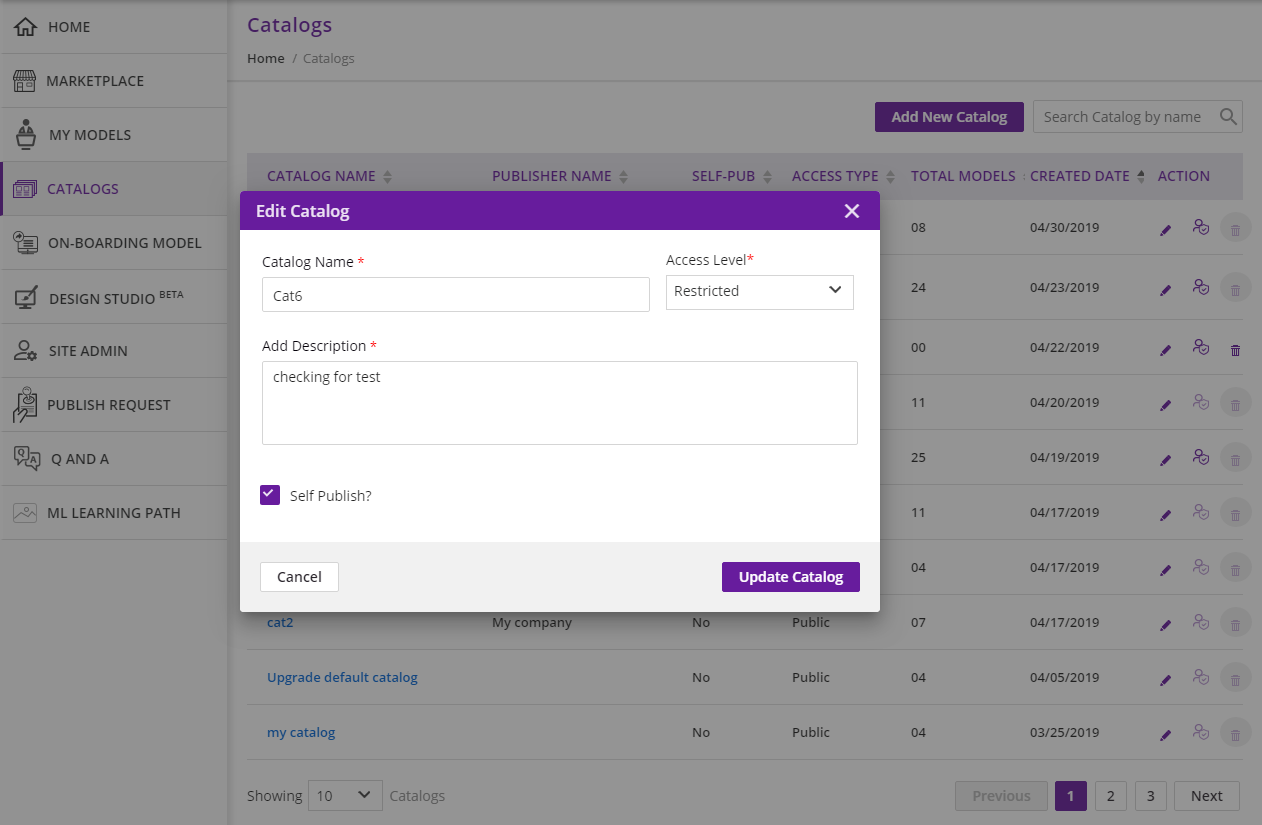 HOME
MARKETPLACE
MY MODELS
CATALOGS
ON-BOARDING MODEL
DESIGN STUDIO BETA
SITE ADMIN
PUBLISH REQUEST
Q AND A
ML LEARNING PATH
Catalogs
Home / Catalogs
Add New Catalog Search Catalog by name
CATALOG NAME PUBLISHER NAME SELF-PUB ACCESS TYPE TOTAL MODELS CREATED DATE ACTION
08 04/30/2019
24 04/23/2019
00 04/22/2019
11 04/20/2019
25 04/19/2019
11 04/17/2019
04 04/17/2019
cat2 My company No Public 07 04/17/2019
Upgrade default catalog No Public 04 04/05/2019
my catalog No Public 04 03/25/2019
Showing 10 Catalogs Previous 1 2 3 Next
Edit Catalog
Catalog Name * Access Level*
Cat6 Restricted
Add Description *
checking for test
Self Publish?
Cancel Update Catalog